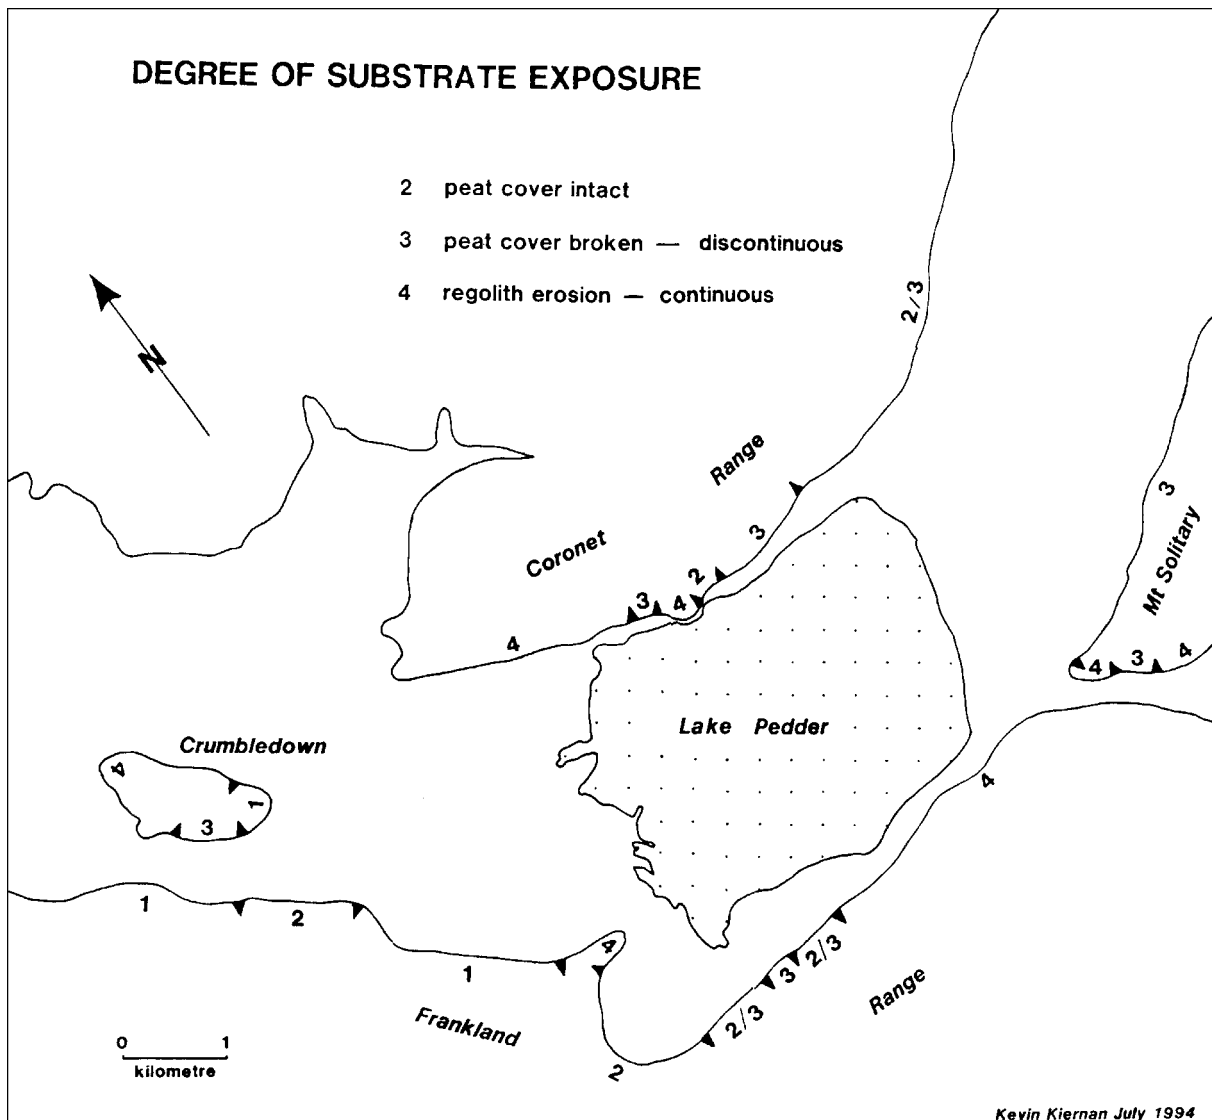 DEGREE OF SUBSTRATE EXPOSURE
2 peat cover intact
3 peat cover broken — discontinuous
4 regolith erosion — continuous
N
2/3
Range
3
3
Coronet
Mt Solitary
2
3
4
4
4
3
4
Lake Pedder
Crumbledown
4
1
3
4
1
2
4
1
2/3
3
2/3
Range
Frankland
2
0 1
kilometre
Kevin Kiernan July 1994